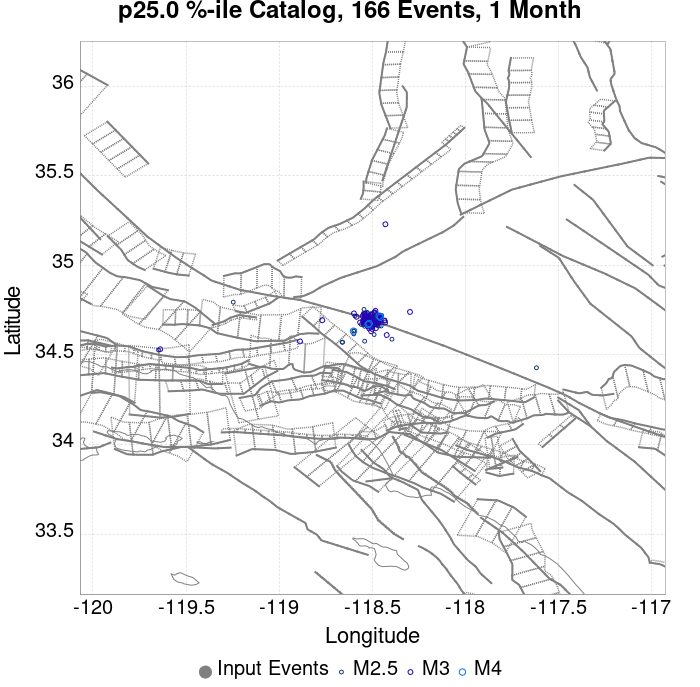 p25.0 %-ile Catalog, 166 Events, 1 Month
36
35.5
35
34.5
34
33.5
Latitude
-120 -119.5 -119 -118.5 -118 -117.5 -117
Longitude
Input Events M2.5 M3 M4